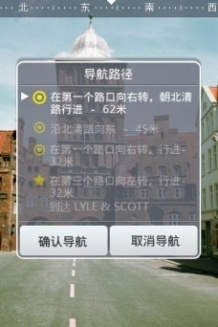 北 东 南 西
导航路径
在第一个路口向右转，朝北清
路行进 - 62米
沿北清路向东 - 45米
在第一个路口向右转，行进-
32米
在第三个路口向左转，行进-
32米
到达 LYLE & SCOTT
确认导航 取消导航